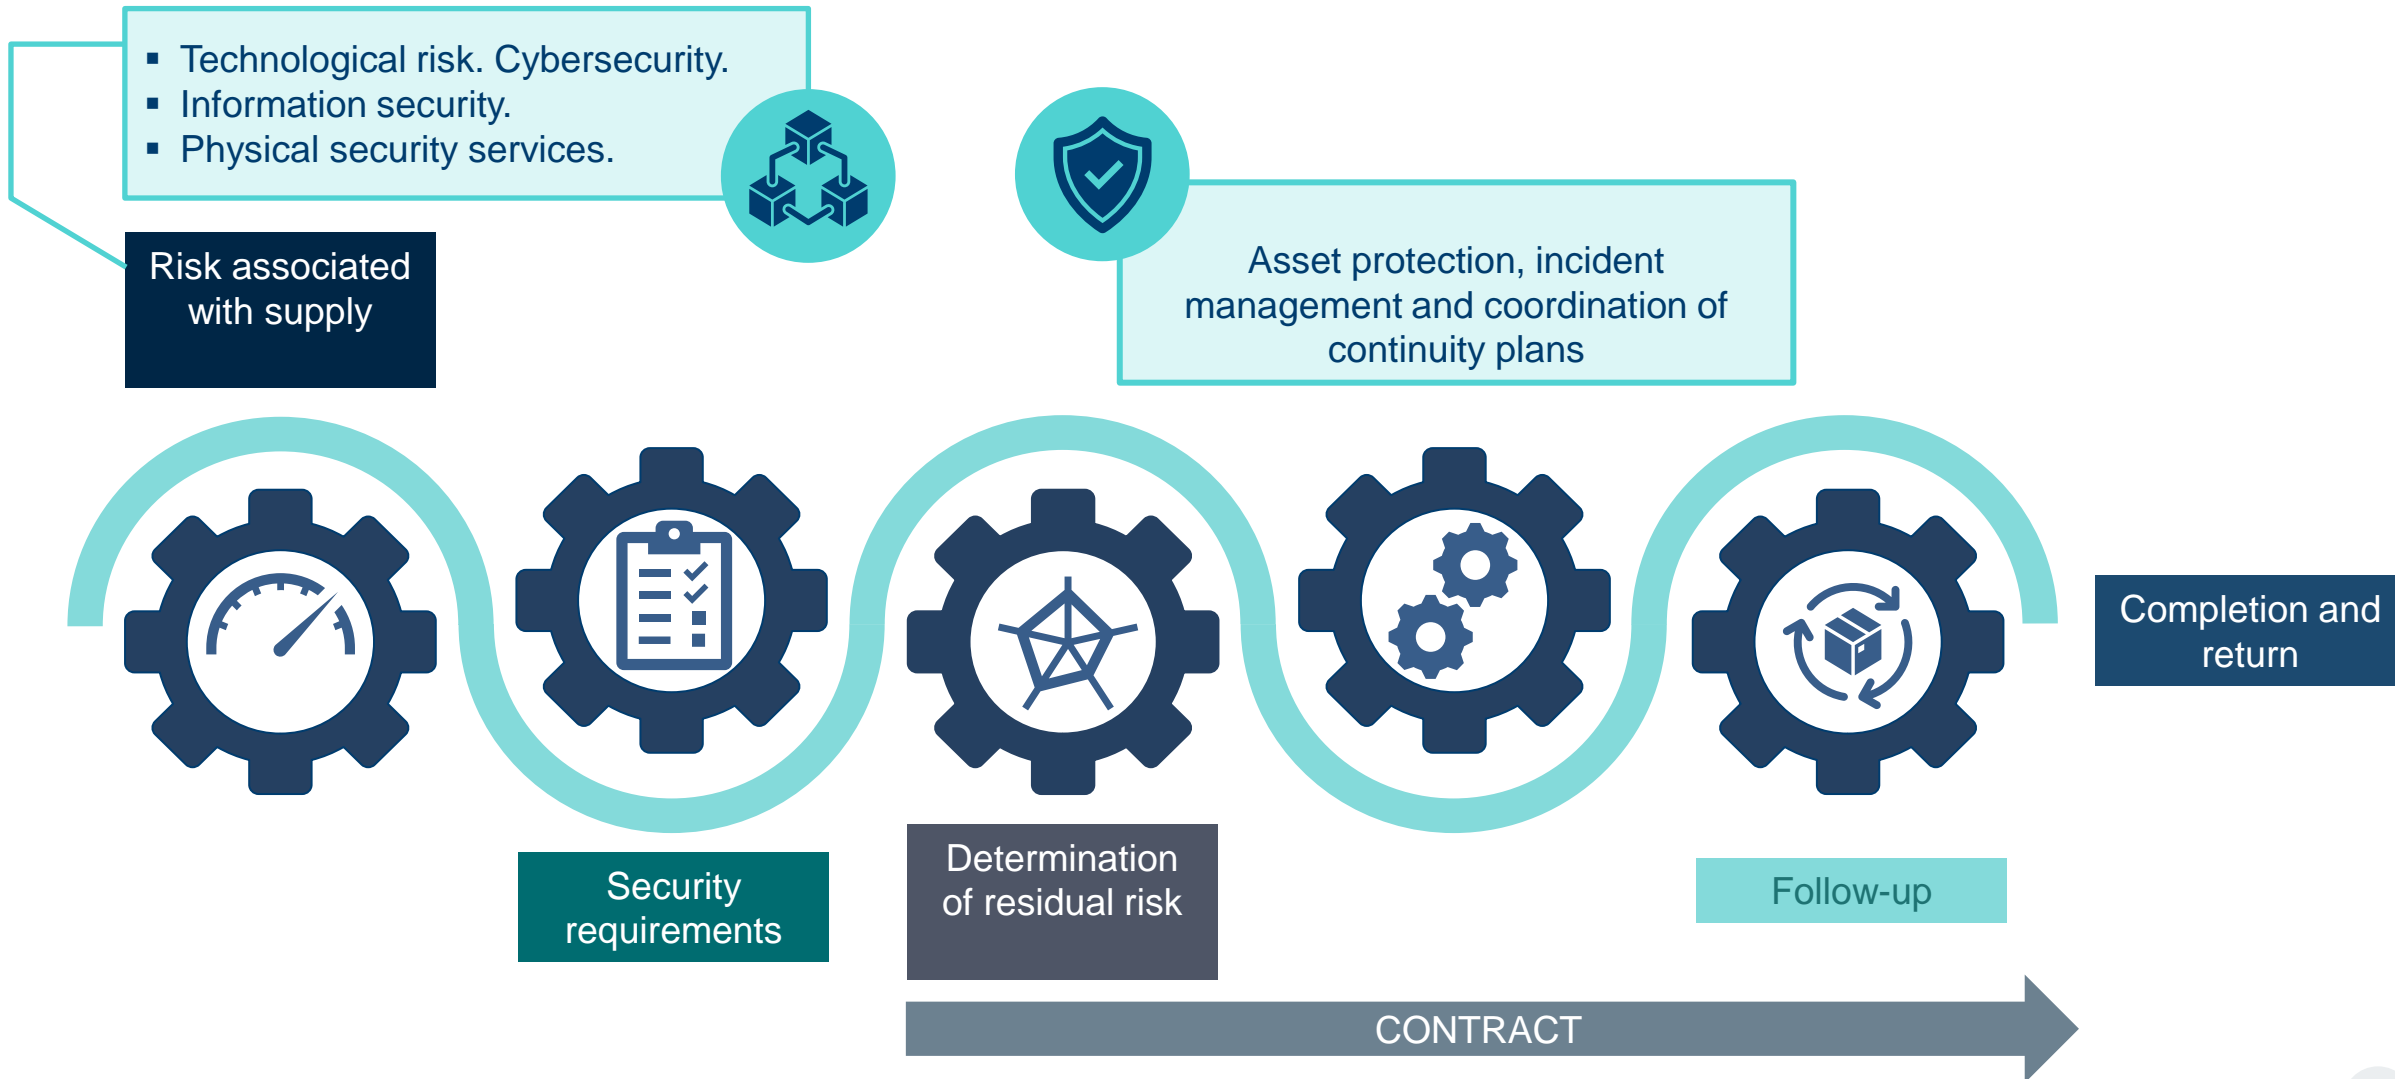 ▪ Technological risk. Cybersecurity.
▪ Information security.
▪ Physical security services.
Risk associated
with supply
Asset protection, incident
management and coordination of
continuity plans
Completion and
return
Security
requirements
Determination
of residual risk
Follow-up
CONTRACT